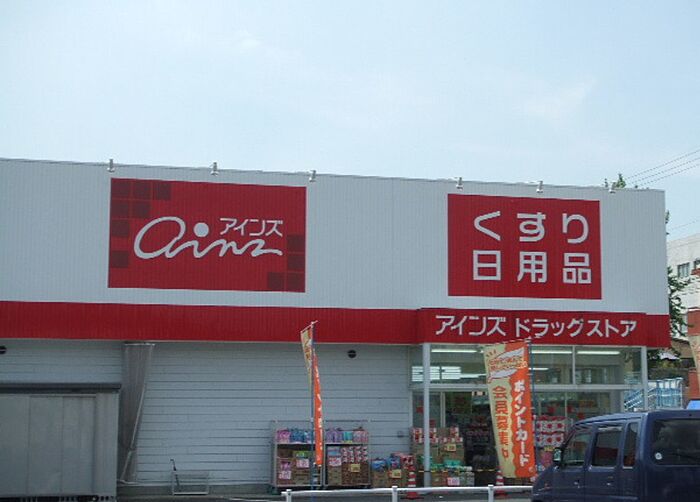 アインズ
ainz
くすり
日用品
アインズ ドラッグストア
ポイントカード
会員募集中